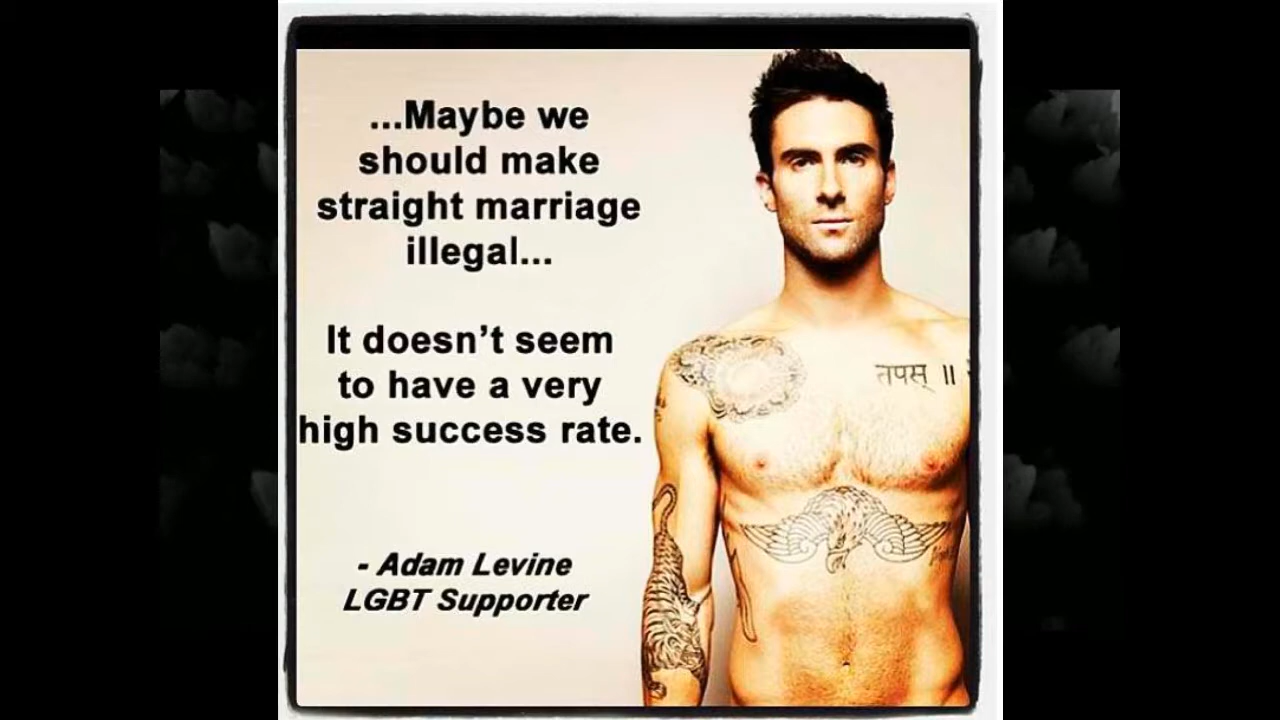 ...Maybe we
should make
straight marriage
illegal...
It doesn't seem
to have a very
high success rate.
- Adam Levine
LGBT Supporter
तपस् ॥